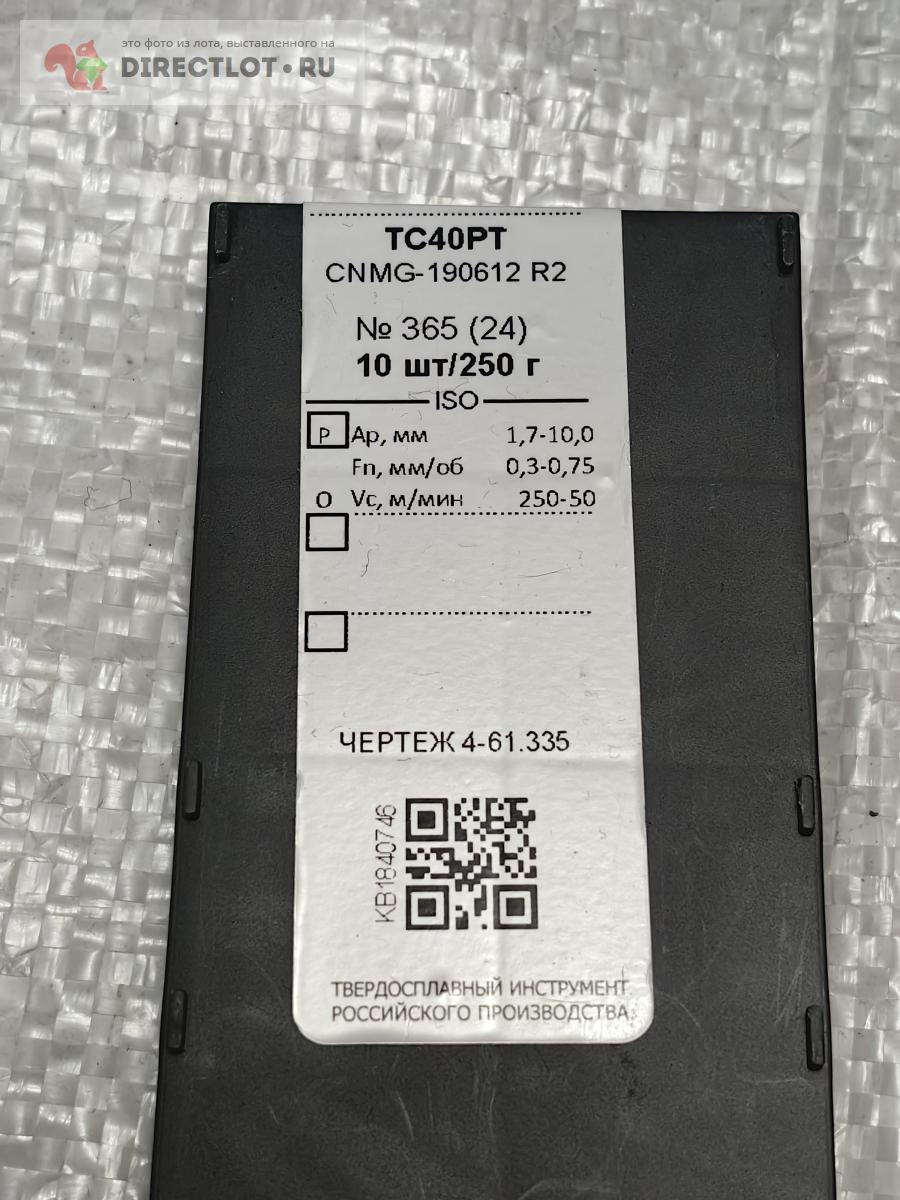 это фото из лота, выставленного на
DIRECTLOT.RU
TC40PT
CNMG-190612 R2
№ 365 (24)
10 шт/250 г
ISO
P Ap, мм 1,7-10,0
Fn, мм/об 0,3-0,75
O Vc, м/мин 250-50
ЧЕРТЕЖ 4-61.335
KB1840746
ТВЕРДОСПЛАВНЫЙ ИНСТРУМЕНТ
РОССИЙСКОГО ПРОИЗВОДСТВА